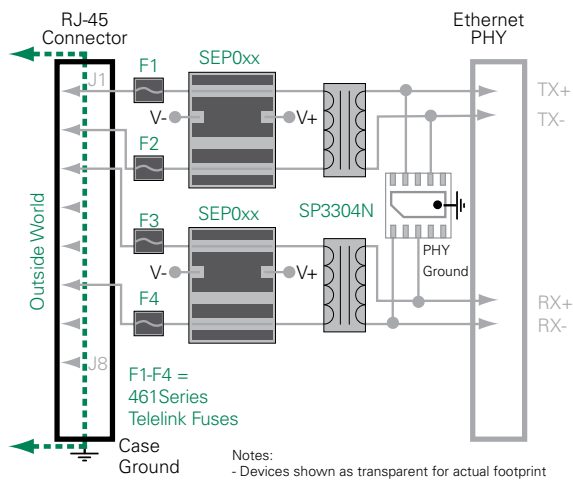 RJ-45
Connector
Ethernet
PHY
SEP0xx
F1
J1
TX+
V-
V+
TX-
F2
SEP0xx
SP3304N
F3
Outside World
PHY
Ground
V-
V+
F4
RX+
RX-
J8
F1-F4 =
461Series
Telelink Fuses
Case
Ground
Notes:
- Devices shown as transparent for actual footprint